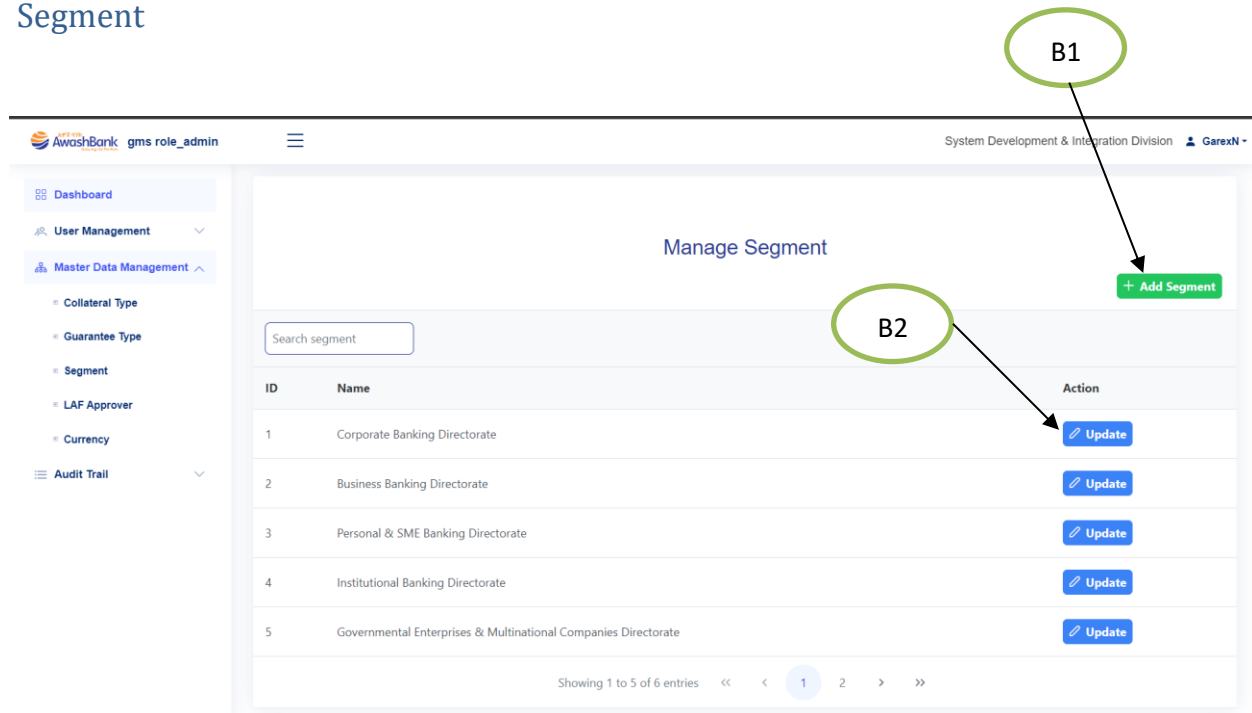 Segment
B1
AwashBank gms role_admin
System Development & Integration Division GarexN
Dashboard
User Management
Manage Segment
Master Data Management
+ Add Segment
Collateral Type
B2
Guarantee Type
Search segment
Segment
ID Name Action
LAF Approver
1 Corporate Banking Directorate Update
Currency
Audit Trail
2 Business Banking Directorate Update
3 Personal & SME Banking Directorate Update
4 Institutional Banking Directorate Update
5 Governmental Enterprises & Multinational Companies Directorate Update
Showing 1 to 5 of 6 entries << < 1 2 > >>